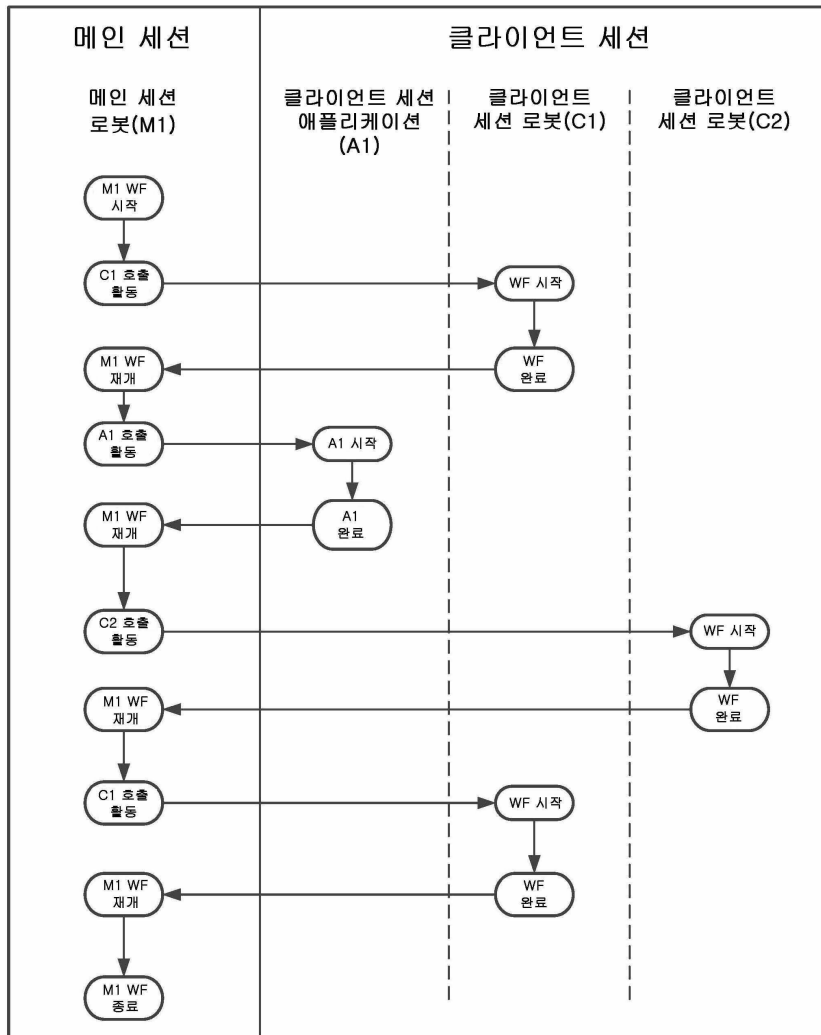 메인 세션
클라이언트 세션
메인 세션
로봇(M1)
클라이언트 세션
애플리케이션
(A1)
클라이언트
세션 로봇(C1)
클라이언트
세션 로봇(C2)
M1 WF
시작
C1 호출
활동
WF 시작
M1 WF
재개
WF
완료
A1 호출
활동
A1 시작
M1 WF
재개
A1
완료
C2 호출
활동
WF 시작
M1 WF
재개
WF
완료
C1 호출
활동
WF 시작
M1 WF
재개
WF
완료
M1 WF
종료